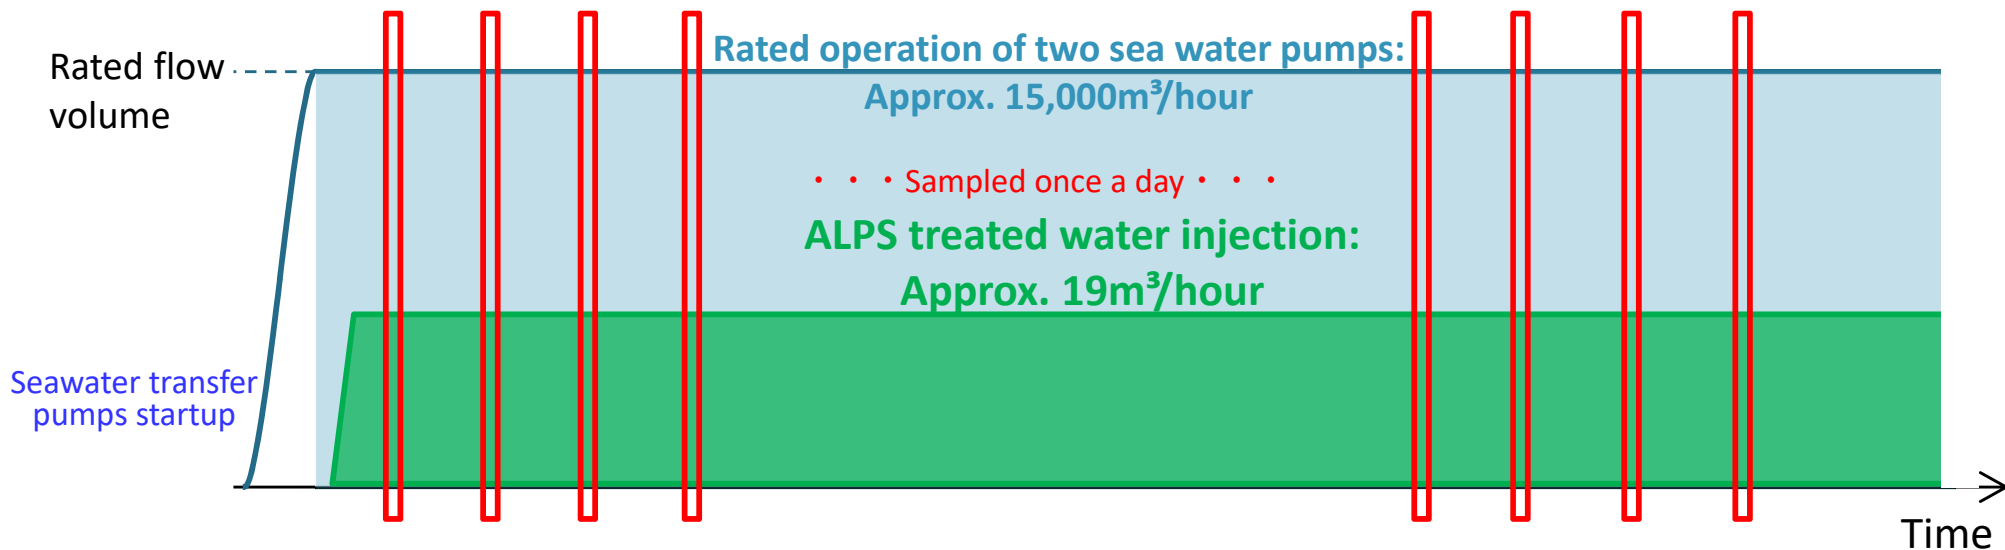 Rated operation of two sea water pumps:
Approx. 15,000m³/hour
Rated flow
volume
・・・Sampled once a day・・・
ALPS treated water injection:
Approx. 19m³/hour
Seawater transfer
pumps startup
Time